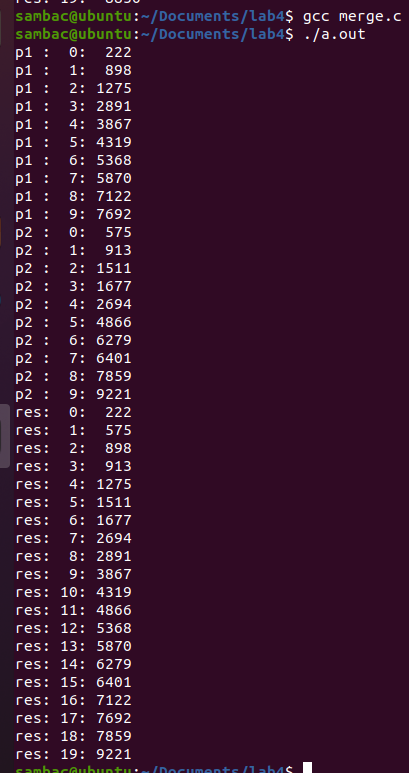 res: 19:  8890
sambac@ubuntu:~/Documents/lab4$ gcc merge.c
sambac@ubuntu:~/Documents/lab4$ ./a.out
p1 :  0:  222
p1 :  1:  898
p1 :  2: 1275
p1 :  3: 2891
p1 :  4: 3867
p1 :  5: 4319
p1 :  6: 5368
p1 :  7: 5870
p1 :  8: 7122
p1 :  9: 7692
p2 :  0:  575
p2 :  1:  913
p2 :  2: 1511
p2 :  3: 1677
p2 :  4: 2694
p2 :  5: 4866
p2 :  6: 6279
p2 :  7: 6401
p2 :  8: 7859
p2 :  9: 9221
res:  0:  222
res:  1:  575
res:  2:  898
res:  3:  913
res:  4: 1275
res:  5: 1511
res:  6: 1677
res:  7: 2694
res:  8: 2891
res:  9: 3867
res: 10: 4319
res: 11: 4866
res: 12: 5368
res: 13: 5870
res: 14: 6279
res: 15: 6401
res: 16: 7122
res: 17: 7692
res: 18: 7859
res: 19: 9221
sambac@ubuntu:~/Documents/lab4$